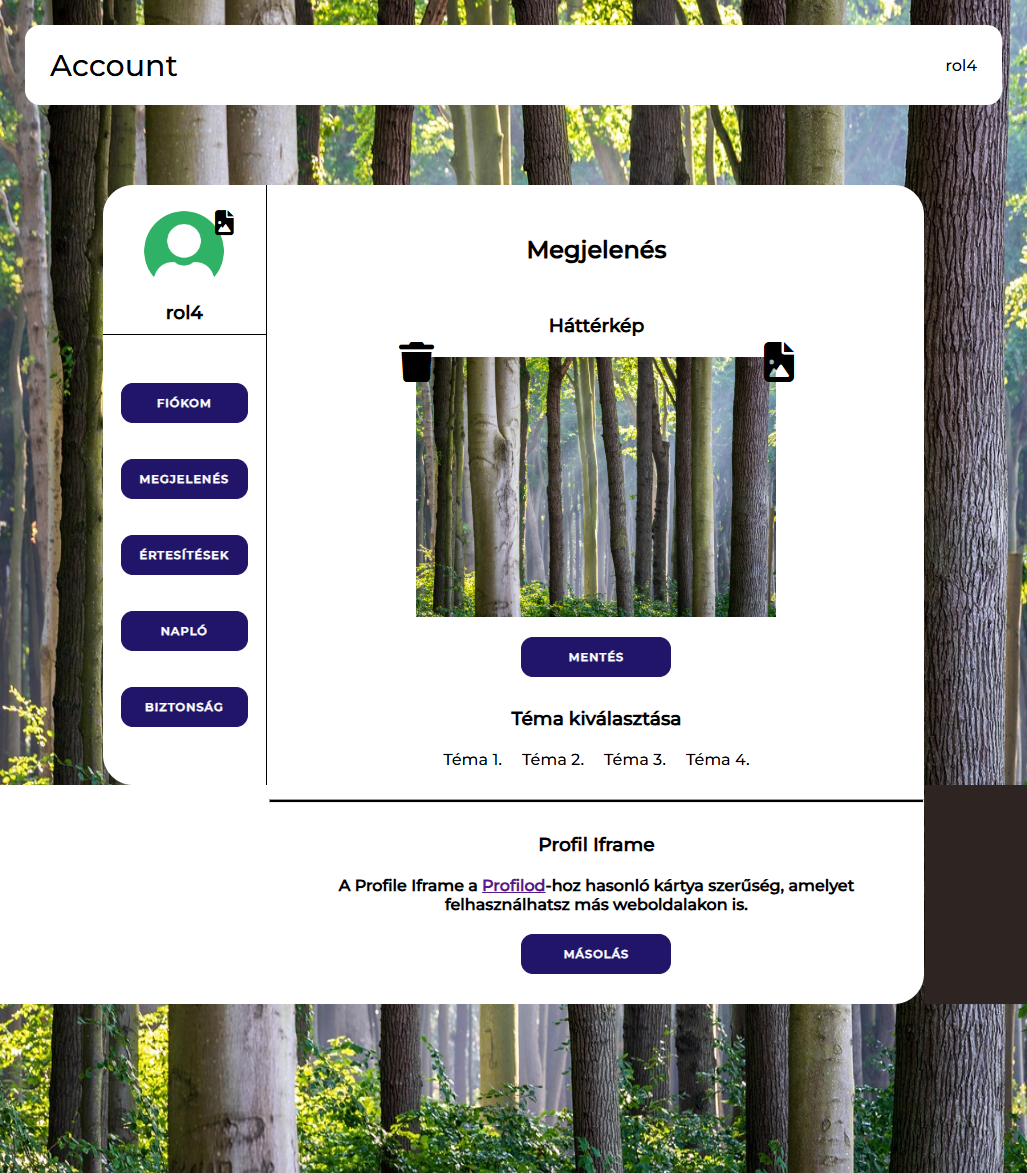 Account
rol4
rol4
FIÓKOM
MEGJELENÉS
ÉRTESÍTÉSEK
NAPLÓ
BIZTONSÁG
Megjelenés
Háttérkép
MENTÉS
Téma kiválasztása
Téma 1. Téma 2. Téma 3. Téma 4.
Profil Iframe
A Profile Iframe a Profilod-hoz hasonló kártya szerűség, amelyet
felhasználhatsz más weboldalakon is.
MÁSOLÁS